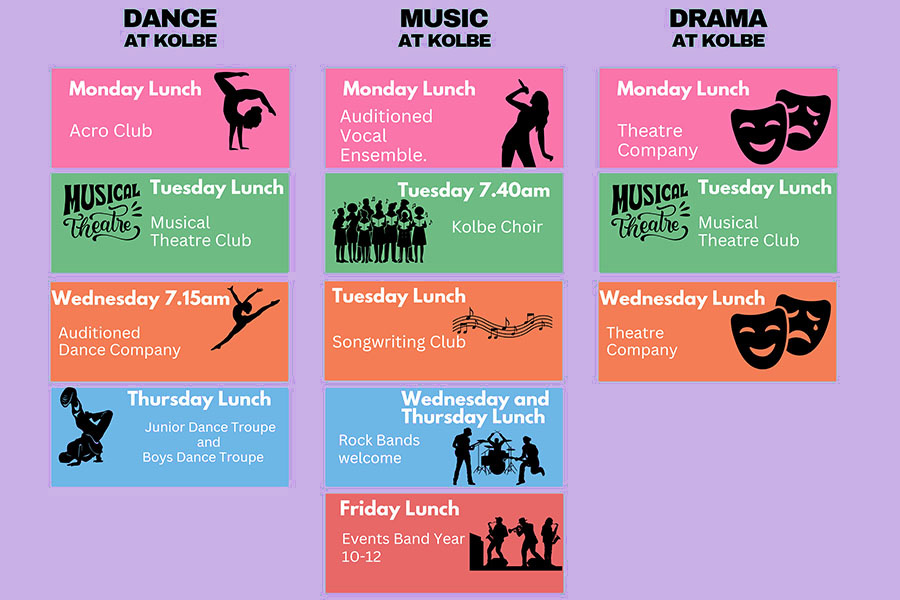 DANCE
AT KOLBE
Monday Lunch
Acro Club
MUSICAL
Theatre
Tuesday Lunch
Musical
Theatre Club
Wednesday 7.15am
Auditioned
Dance Company
Thursday Lunch
Junior Dance Troupe
and
Boys Dance Troupe
MUSIC
AT KOLBE
Monday Lunch
Auditioned
Vocal
Ensemble.
Tuesday 7.40am
Kolbe Choir
Tuesday Lunch
Songwriting Club
Wednesday and
Thursday Lunch
Rock Bands
welcome
Friday Lunch
Events Band Year
10-12
DRAMA
AT KOLBE
Monday Lunch
Theatre
Company
MUSICAL
Theatre
Tuesday Lunch
Musical
Theatre Club
Wednesday Lunch
Theatre
Company